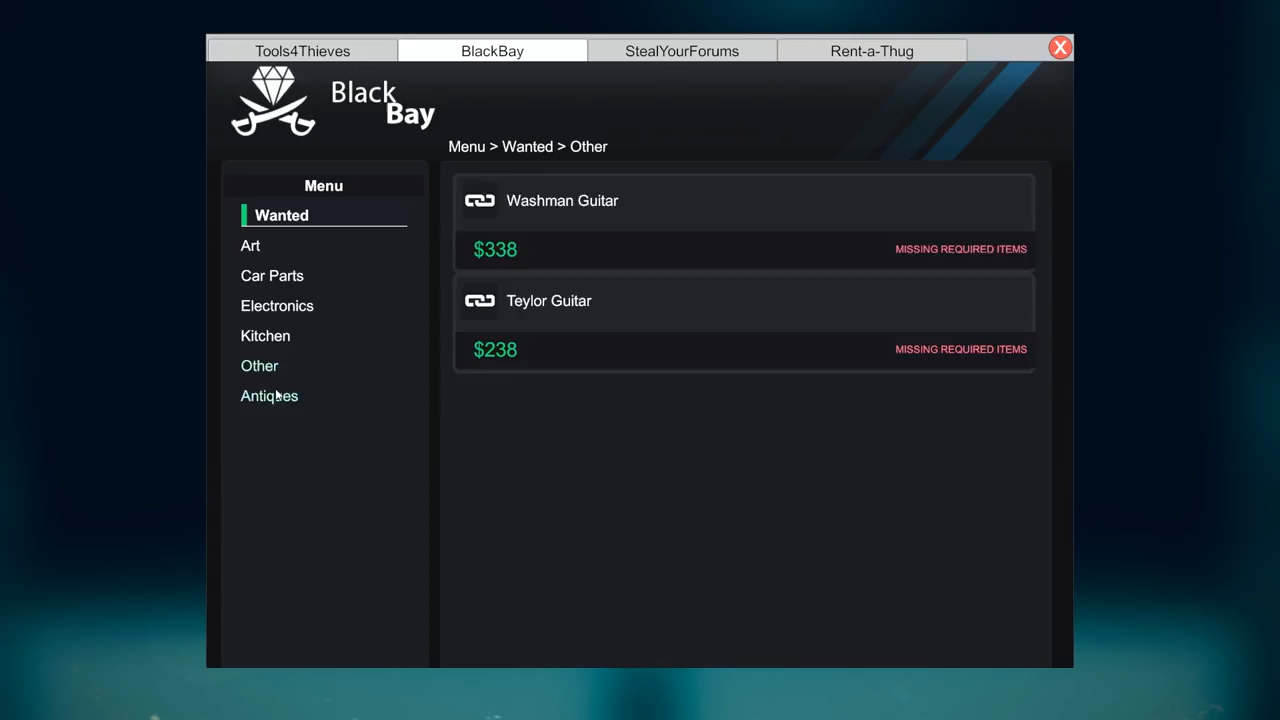 Tools4Thieves
BlackBay
StealYourForums
Rent-a-Thug
X
Black
Bay
Menu > Wanted > Other
Menu
Wanted
Art
Car Parts
Electronics
Kitchen
Other
Antiques
Washman Guitar
$338 MISSING REQUIRED ITEMS
Teylor Guitar
$238 MISSING REQUIRED ITEMS